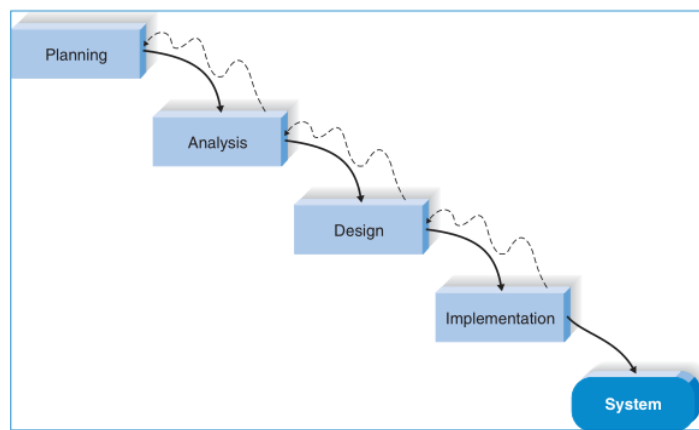 Planning
Analysis
Design
Implementation
System